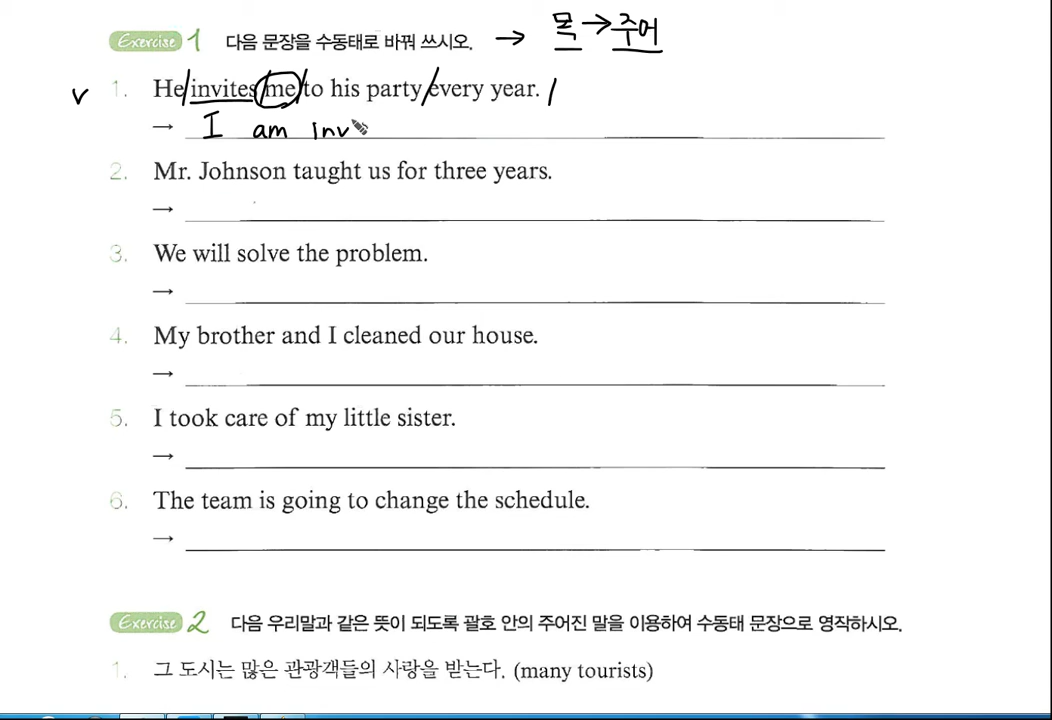 Exercise 1 다음 문장을 수동태로 바꿔 쓰시오. → 목 → 주어
v 1. He / invites / me / to his party / every year. /
→ I am inv
2. Mr. Johnson taught us for three years.
→
3. We will solve the problem.
→
4. My brother and I cleaned our house.
→
5. I took care of my little sister.
→
6. The team is going to change the schedule.
→
Exercise 2 다음 우리말과 같은 뜻이 되도록 괄호 안의 주어진 말을 이용하여 수동태 문장으로 영작하시오.
1. 그 도시는 많은 관광객들의 사랑을 받는다. (many tourists)